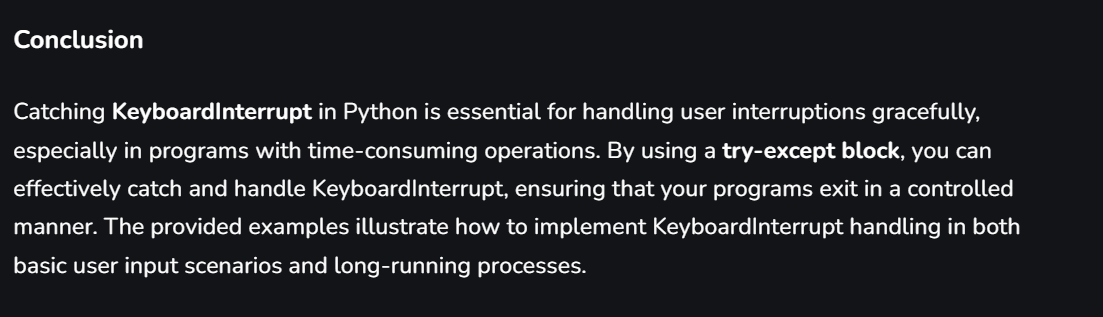 Conclusion
Catching KeyboardInterrupt in Python is essential for handling user interruptions gracefully,
especially in programs with time-consuming operations. By using a try-except block, you can
effectively catch and handle KeyboardInterrupt, ensuring that your programs exit in a controlled
manner. The provided examples illustrate how to implement KeyboardInterrupt handling in both
basic user input scenarios and long-running processes.